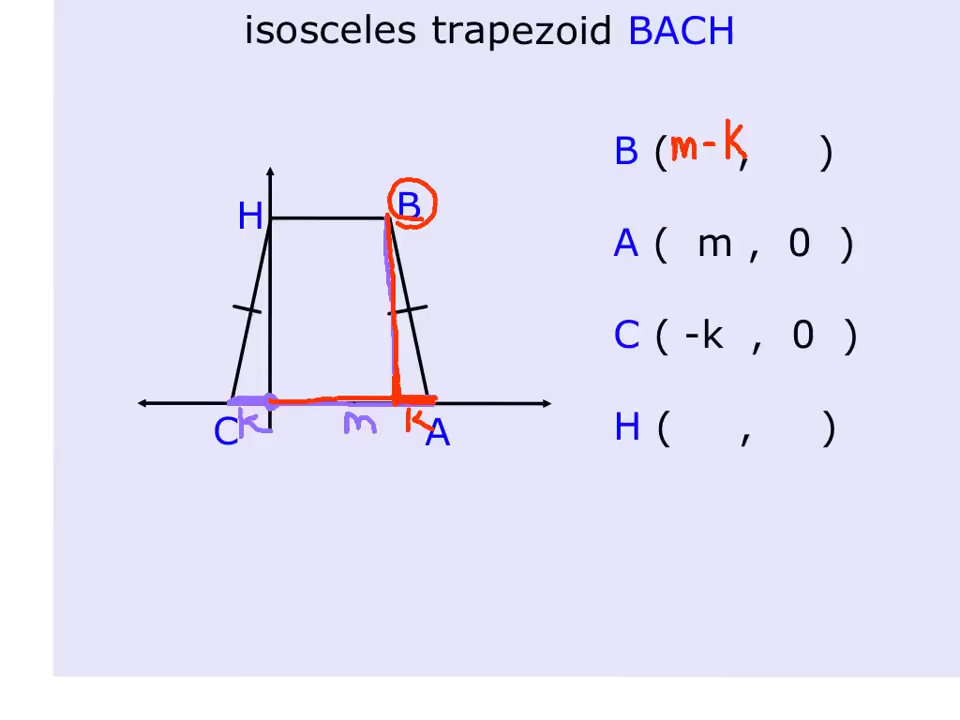 isosceles trapezoid BACH
B ( m-k, )
H
B
A ( m , 0 )
C ( -k , 0 )
H ( , )
C k m k A